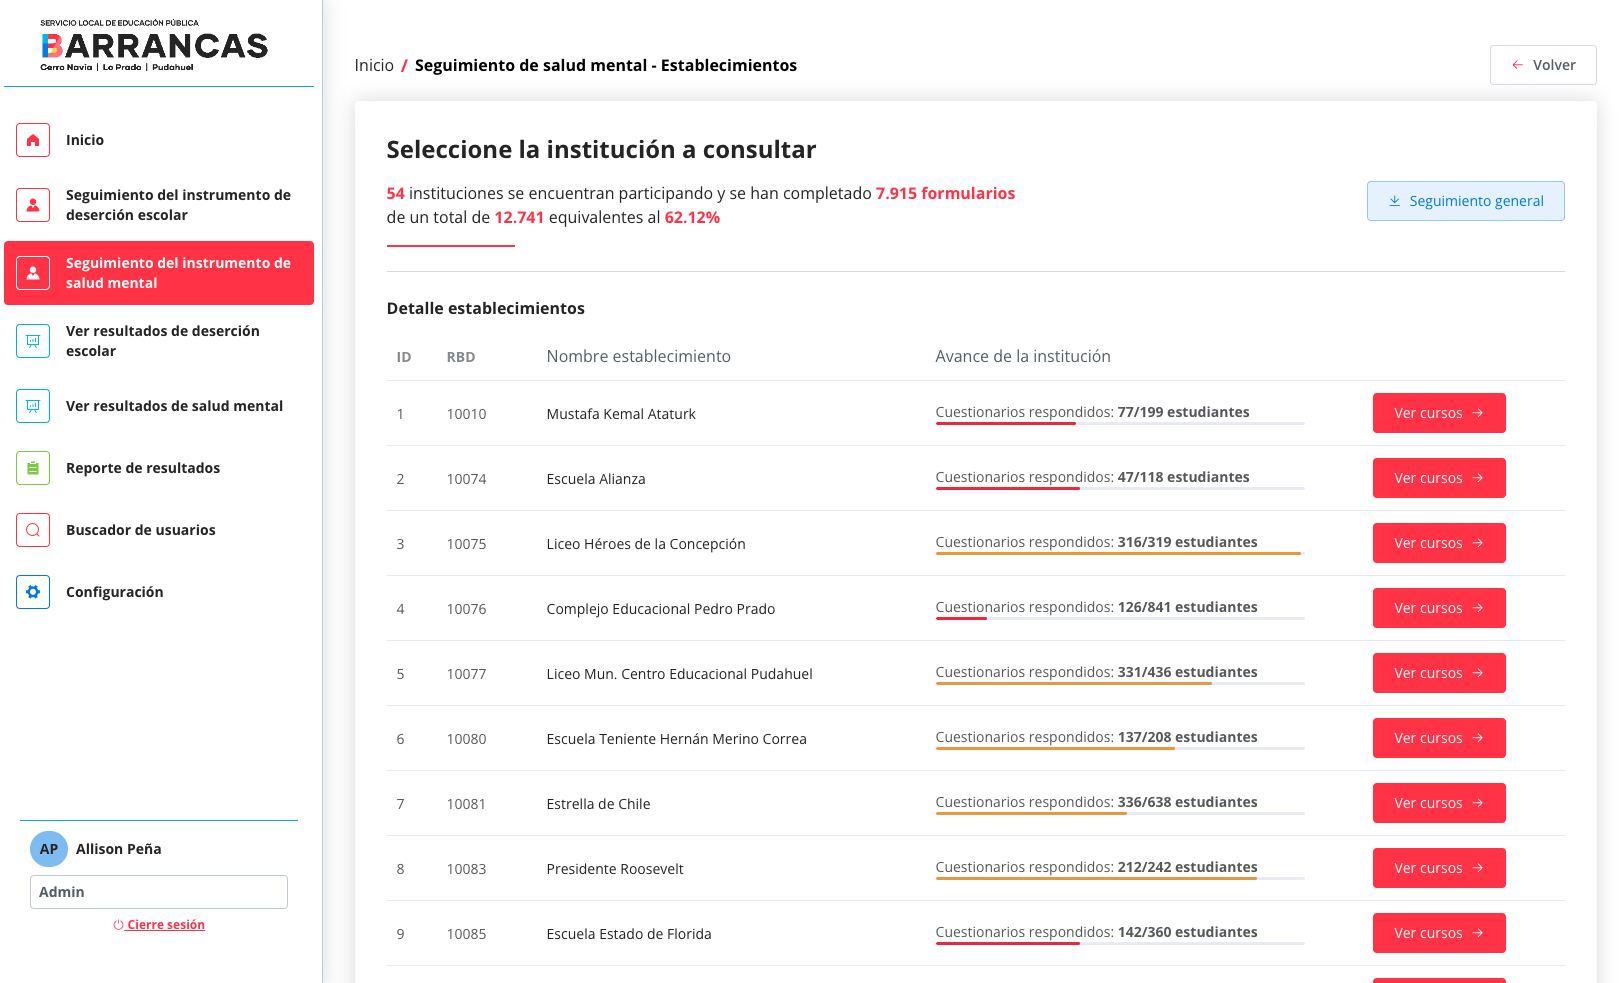 SERVICIO LOCAL DE EDUCACIÓN PÚBLICA
BARRANCAS
Cerro Navia | Lo Prado | Pudahuel
Inicio
Seguimiento del instrumento de
deserción escolar
Seguimiento del instrumento de
salud mental
Ver resultados de deserción
escolar
Ver resultados de salud mental
Reporte de resultados
Buscador de usuarios
Configuración
AP Allison Peña
Admin
Cierre sesión
Inicio / Seguimiento de salud mental - Establecimientos
Volver
Seleccione la institución a consultar
54 instituciones se encuentran participando y se han completado 7.915 formularios
de un total de 12.741 equivalentes al 62.12%
Seguimiento general
Detalle establecimientos
ID RBD Nombre establecimiento Avance de la institución
1 10010 Mustafa Kemal Ataturk Cuestionarios respondidos: 77/199 estudiantes Ver cursos
2 10074 Escuela Alianza Cuestionarios respondidos: 47/118 estudiantes Ver cursos
3 10075 Liceo Héroes de la Concepción Cuestionarios respondidos: 316/319 estudiantes Ver cursos
4 10076 Complejo Educacional Pedro Prado Cuestionarios respondidos: 126/841 estudiantes Ver cursos
5 10077 Liceo Mun. Centro Educacional Pudahuel Cuestionarios respondidos: 331/436 estudiantes Ver cursos
6 10080 Escuela Teniente Hernán Merino Correa Cuestionarios respondidos: 137/208 estudiantes Ver cursos
7 10081 Estrella de Chile Cuestionarios respondidos: 336/638 estudiantes Ver cursos
8 10083 Presidente Roosevelt Cuestionarios respondidos: 212/242 estudiantes Ver cursos
9 10085 Escuela Estado de Florida Cuestionarios respondidos: 142/360 estudiantes Ver cursos